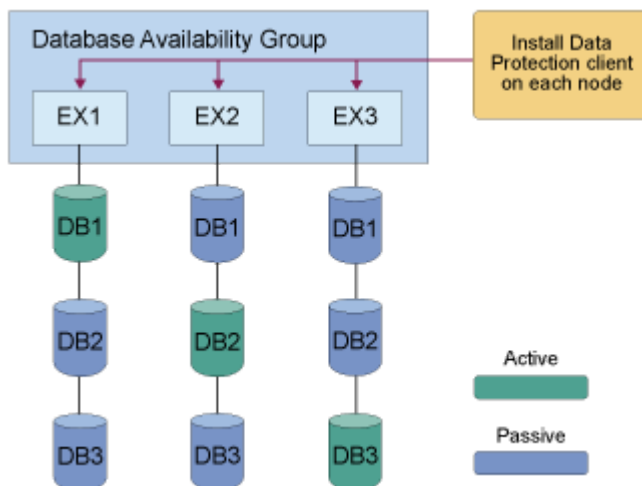 Database Availability Group
Install Data
Protection client
on each node
EX1
EX2
EX3
DB1
DB1
DB1
DB2
DB2
DB2
DB3
DB3
DB3
Active
Passive